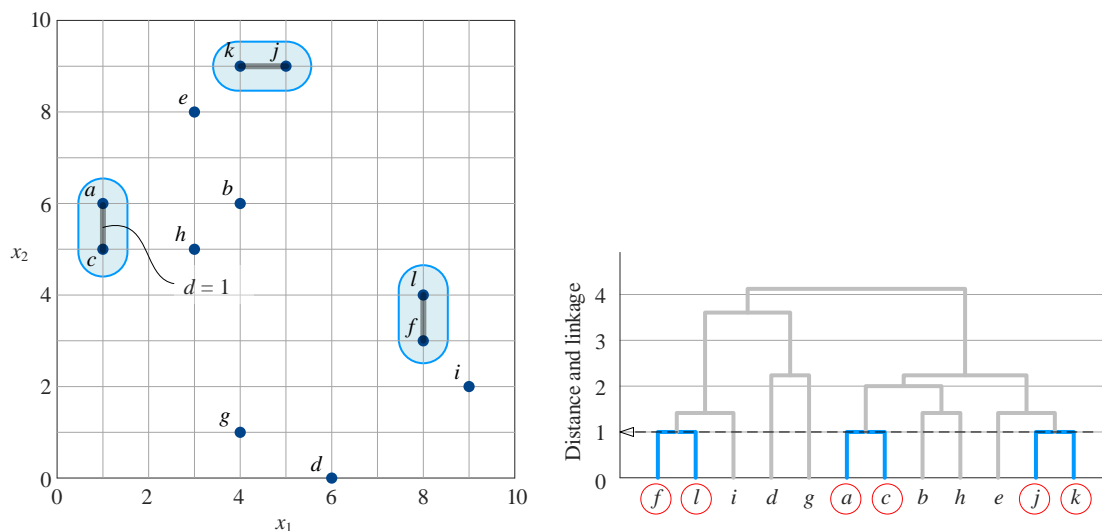 10
8
6
4
2
0
x2
k j
e
a
b
h
c
d = 1
l
f
i
g
d
0 2 4 6 8 10
x1
Distance and linkage
4
3
2
1
0
f l i d g a c b h e j k